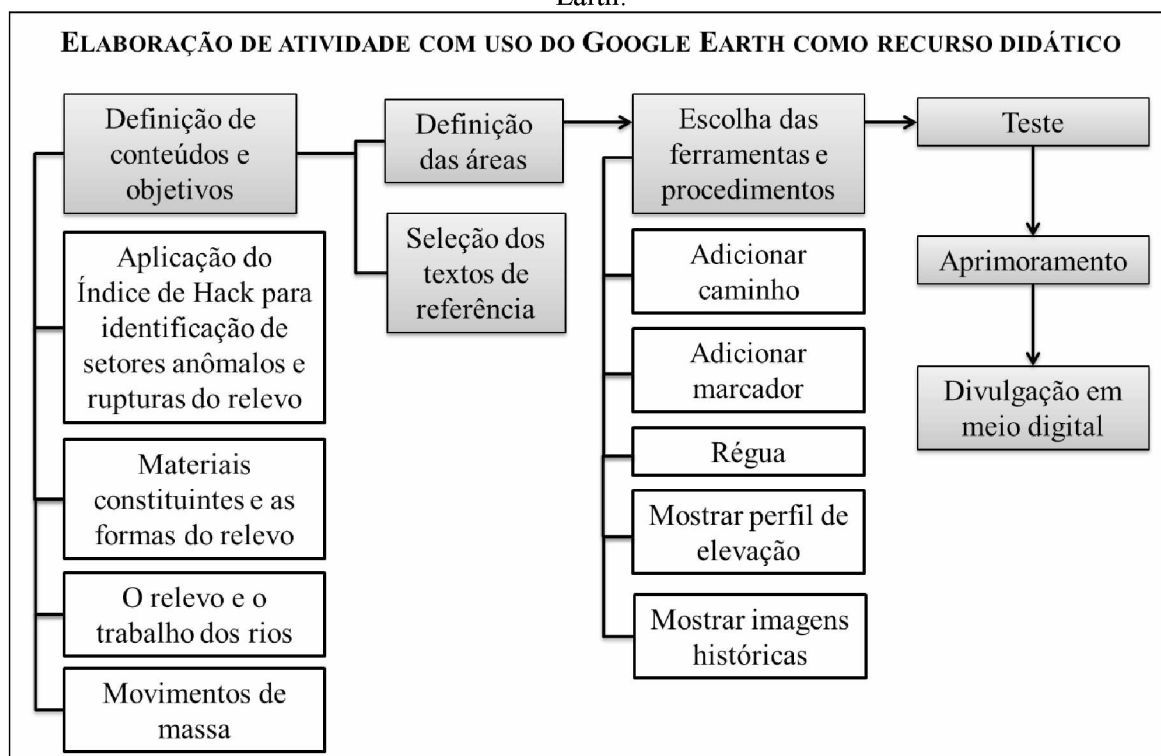 Earth.
ELABORAÇÃO DE ATIVIDADE COM USO DO GOOGLE EARTH COMO RECURSO DIDÁTICO
Definição de
conteúdos e
objetivos
Aplicação do
Índice de Hack para
identificação de
setores anômalos e
rupturas do relevo
Materiais
constituintes e as
formas do relevo
O relevo e o
trabalho dos rios
Movimentos de
massa
Definição
das áreas
Seleção dos
textos de
referência
Escolha das
ferramentas e
procedimentos
Adicionar
caminho
Adicionar
marcador
Régua
Mostrar perfil de
elevação
Mostrar imagens
históricas
Teste
Aprimoramento
Divulgação em
meio digital